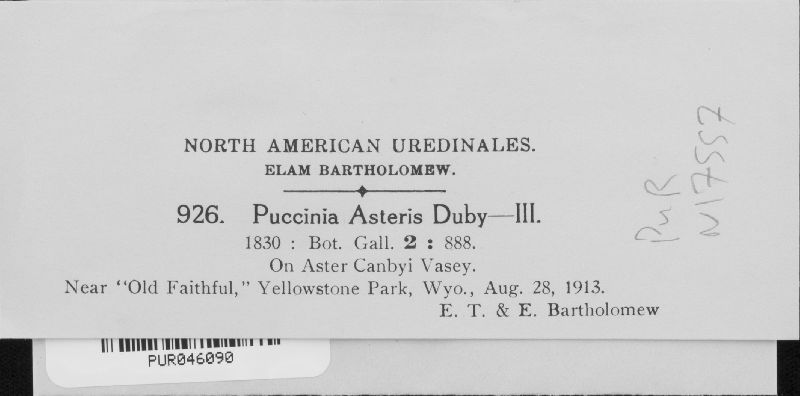 NORTH AMERICAN UREDINALES.
ELAM BARTHOLOMEW.
926. Puccinia Asteris Duby—III.
1830 : Bot. Gall. 2 : 888.
On Aster Canbyi Vasey.
Near "Old Faithful," Yellowstone Park, Wyo., Aug. 28, 1913.
E. T. & E. Bartholomew
PUR
N17557
PUR046090